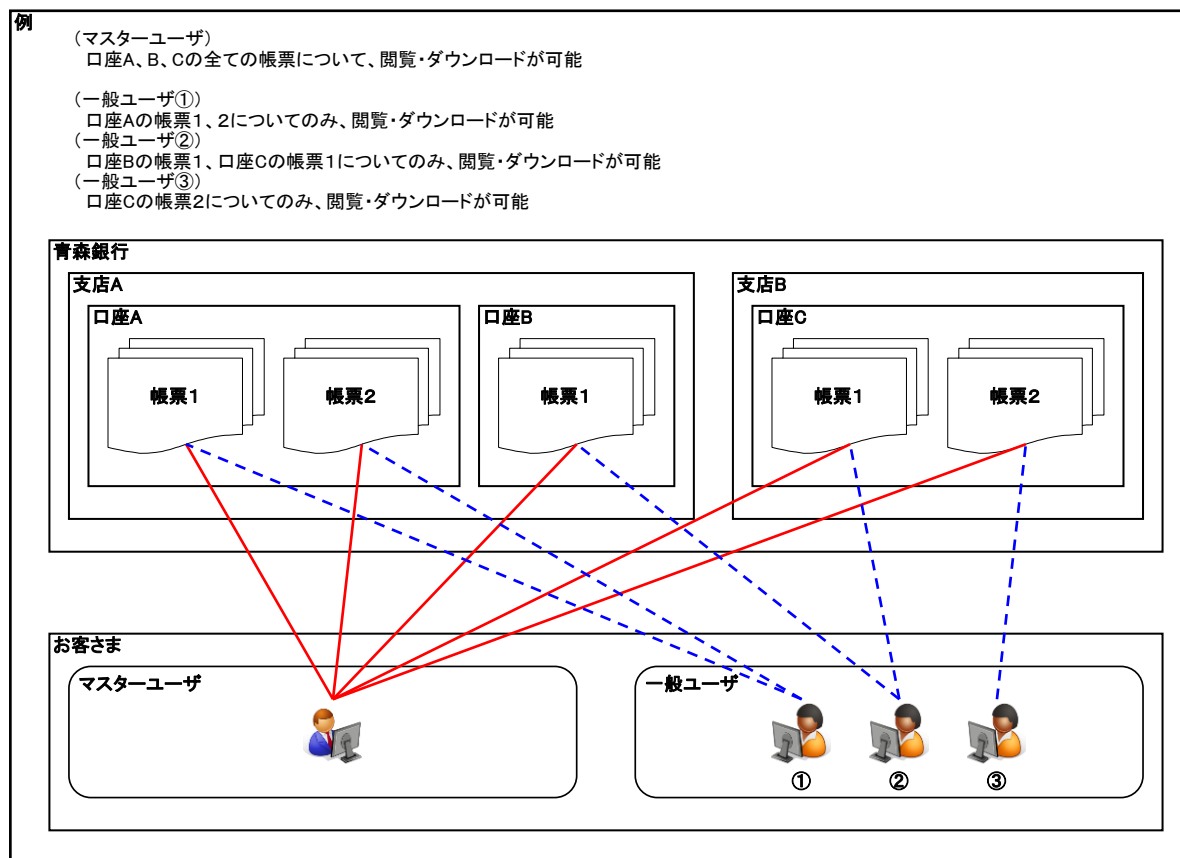 例
（マスターユーザ）
口座A、B、Cの全ての帳票について、閲覧・ダウンロードが可能
（一般ユーザ①）
口座Aの帳票１、２についてのみ、閲覧・ダウンロードが可能
（一般ユーザ②）
口座Bの帳票１、口座Cの帳票１についてのみ、閲覧・ダウンロードが可能
（一般ユーザ③）
口座Cの帳票２についてのみ、閲覧・ダウンロードが可能
青森銀行
支店A
支店B
口座A
口座B
口座C
帳票１
帳票２
帳票１
帳票１
帳票２
お客さま
マスターユーザ
一般ユーザ
①
②
③